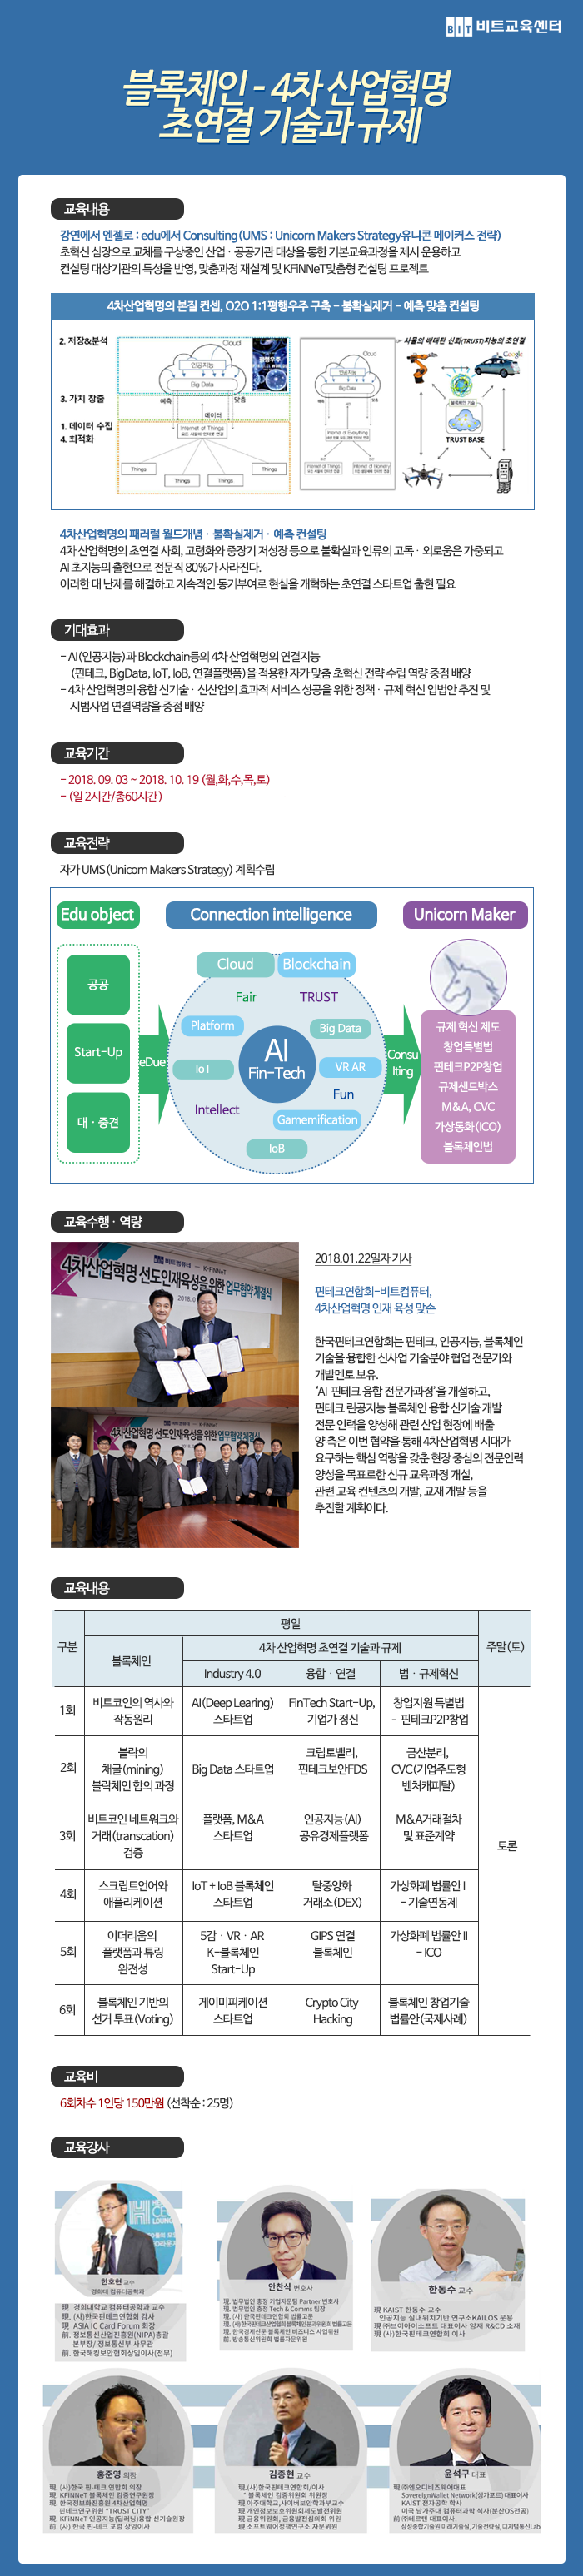 BIT 비트교육센터
블록체인 - 4차 산업혁명
초연결 기술과 규제
교육내용
강연에서 엔젤로 : edu에서 Consulting(UMS : Unicorn Makers Strategy유니콘 메이커스 전략)
초혁신 심장으로 교체를 구상중인 산업 · 공공기관 대상을 통한 기본교육과정을 제시 운용하고
컨설팅 대상기관의 특성을 반영, 맞춤과정 재설계 및 KFiNNeT맞춤형 컨설팅 프로젝트
4차산업혁명의 본질 컨셉, O2O 1:1평행우주 구축 - 불확실제거 - 예측 맞춤 컨설팅
2. 저장&분석
3. 가치 창출
1. 데이터 수집
4. 최적화
Cloud
인공지능
Big Data
예측
맞춤
데이터
Internet of Things
Things
Things
Things
Things
Cloud
인공지능
Big Data
Internet of Everything
Internet of Things
☞ 사물의 배태된 신뢰(TRUST)지능의 초연결
Google
블록체인 기술
TRUST BASE
4차산업혁명의 패러럴 월드개념 · 불확실제거 · 예측 컨설팅
4차 산업혁명의 초연결 사회, 고령화와 중장기 저성장 등으로 불확실과 인류의 고독 · 외로움은 가중되고
AI 초지능의 출현으로 전문직 80%가 사라진다.
이러한 대 난제를 해결하고 지속적인 동기부여로 현실을 개혁하는 초연결 스타트업 출현 필요
기대효과
- AI(인공지능)과 Blockchain등의 4차 산업혁명의 연결지능
(핀테크, BigData, IoT, IoB, 연결플랫폼)을 적용한 자가 맞춤 초혁신 전략 수립 역량 중점 배양
- 4차 산업혁명의 융합 신기술 · 신산업의 효과적 서비스 성공을 위한 정책 · 규제 혁신 입법안 추진 및
시범사업 연결역량을 중점 배양
교육기간
- 2018. 09. 03 ~ 2018. 10. 19 (월,화,수,목,토)
- (일 2시간/총60시간)
교육전략
자가 UMS(Unicorn Makers Strategy) 계획수립
Edu object
Connection intelligence
Unicorn Maker
공공
Start-Up
대 · 중견
eDue
Cloud
Blockchain
Fair
TRUST
Platform
Big Data
AI
Fin-Tech
IoT
VR AR
Fun
Intellect
Gamemification
IoB
Consu
lting
규제 혁신 제도
창업특별법
핀테크P2P창업
규제샌드박스
M&A, CVC
가상통화(ICO)
블록체인법
교육수행 · 역량
비트컴퓨터 K-FiNNeT
4차산업혁명 선도인재육성을 위한 업무협약 체결식
4차산업혁명 선도인재육성을 위한 업무협약 체결식
2018.01.22일자 기사
핀테크연합회-비트컴퓨터,
4차산업혁명 인재 육성 맞손
한국핀테크연합회는 핀테크, 인공지능, 블록체인
기술을 융합한 신사업 기술분야 협업 전문가와
개발멘토 보유.
'AI 핀테크 융합 전문가과정'을 개설하고,
핀테크 린공지능 블록체인 융합 신기술 개발
전문 인력을 양성해 관련 산업 현장에 배출
양 측은 이번 협약을 통해 4차산업혁명 시대가
요구하는 핵심 역량을 갖춘 현장 중심의 전문인력
양성을 목표로한 신규 교육과정 개설,
관련 교육 컨텐츠의 개발, 교재 개발 등을
추진할 계획이다.
교육내용
구분
평일
주말(토)
블록체인
4차 산업혁명 초연결 기술과 규제
Industry 4.0
융합 · 연결
법 · 규제혁신
1회
비트코인의 역사와
작동원리
AI(Deep Learing)
스타트업
FinTech Start-Up,
기업가 정신
창업지원 특별법
- 핀테크P2P창업
2회
블락의
채굴(mining)
블락체인 합의 과정
Big Data 스타트업
크립토밸리,
핀테크보안FDS
금산분리,
CVC(기업주도형
벤처캐피탈)
3회
비트코인 네트워크와
거래(transcation)
검증
플랫폼, M&A
스타트업
인공지능(AI)
공유경제플랫폼
M&A거래절차
및 표준계약
토론
4회
스크립트언어와
애플리케이션
IoT + IoB 블록체인
스타트업
탈중앙화
거래소(DEX)
가상화폐 법률안 I
- 기술연동제
5회
이더리움의
플랫폼과 튜링
완전성
5감 · VR · AR
K-블록체인
Start-Up
GIPS 연결
블록체인
가상화폐 법률안 II
- ICO
6회
블록체인 기반의
선거 투표(Voting)
게이미피케이션
스타트업
Crypto City
Hacking
블록체인 창업기술
법률안(국제사례)
교육비
6회차수 1인당 150만원 (선착순 : 25명)
교육강사
한호현 교수
경희대 컴퓨터공학과
現 경희대학교 컴퓨터공학과 교수
現. (사)한국핀테크연합회 감사
現 ASIA IC Card Forum 회장
前. 정보통신산업진흥원(NIPA)총괄
본부장/ 정보통신부 사무관
前. 한국해킹보안협회상임이사(전무)
안찬식 변호사
現. 법무법인 충정 기업자문팀 Partner 변호사
現. 법무법인 충정 Tech & Comms 팀장
現. (사) 한국핀테크연합회 법률고문
現. 한국경제신문 블록체인 비즈니스 사업위원
前. 방송통신위원회 법률자문위원
한동수 교수
現 KAIST 한동수 교수
인공지능 실내위치기반 연구소KAILOS 운용
現 ㈜브이아이소프트 대표이사 양재 R&CD 소재
現 (사)한국핀테크연합회 이사
홍준영 의장
現. (사)한국 핀-테크 연합회 의장
現. KFiNNeT 블록체인 검증연구원장
現. 한국정보화진흥원 4차산업혁명
핀테크연구위원 "TRUST CITY"
現. KFiNNeT 인공지능(딥러닝)융합 신기술원장
前. (사) 한국 핀-테크 포럼 상임이사
김종현 교수
現.(사)한국핀테크연합회/이사
* 블록체인 검증위원회 위원장
現 아주대학교,사이버보안학과부교수
現 개인정보보호위원회제도발전위원
現 금융위원회, 금융발전심의회 위원
現 소프트웨어정책연구소 자문위원
윤석구 대표
現 ㈜엔오디비즈웨어대표
SovereignWallet Network(싱가포르) 대표이사
KAIST 전자공학 학사
미국 남가주대 컴퓨터과학 석사(분산OS전공)
前 ㈜테르텐 대표이사.
삼성종합기술원 미래기술실, 기술전략실, 디지털통신Lab